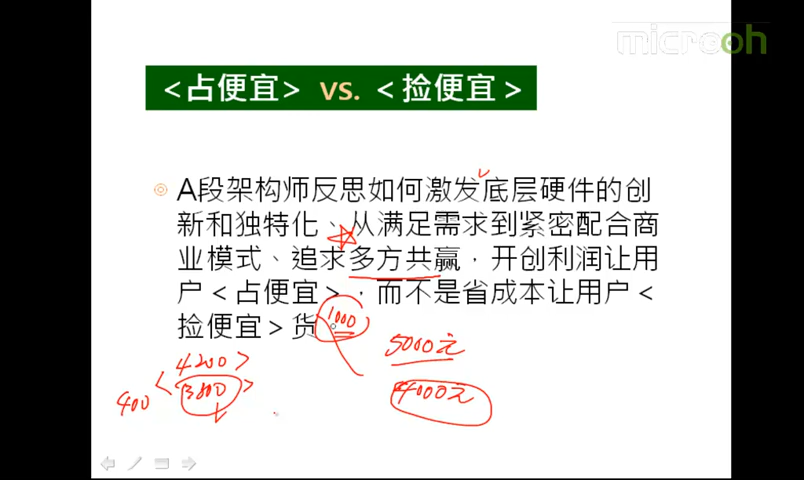 microoh
<占便宜> vs. <捡便宜>
A段架构师反思如何激发底层硬件的创
新和独特化、从满足需求到紧密配合商
业模式、追求多方共赢，开创利润让用
户<占便宜>，而不是省成本让用户<
捡便宜>货
1000
5000元
4200
400 <3800>
4000元